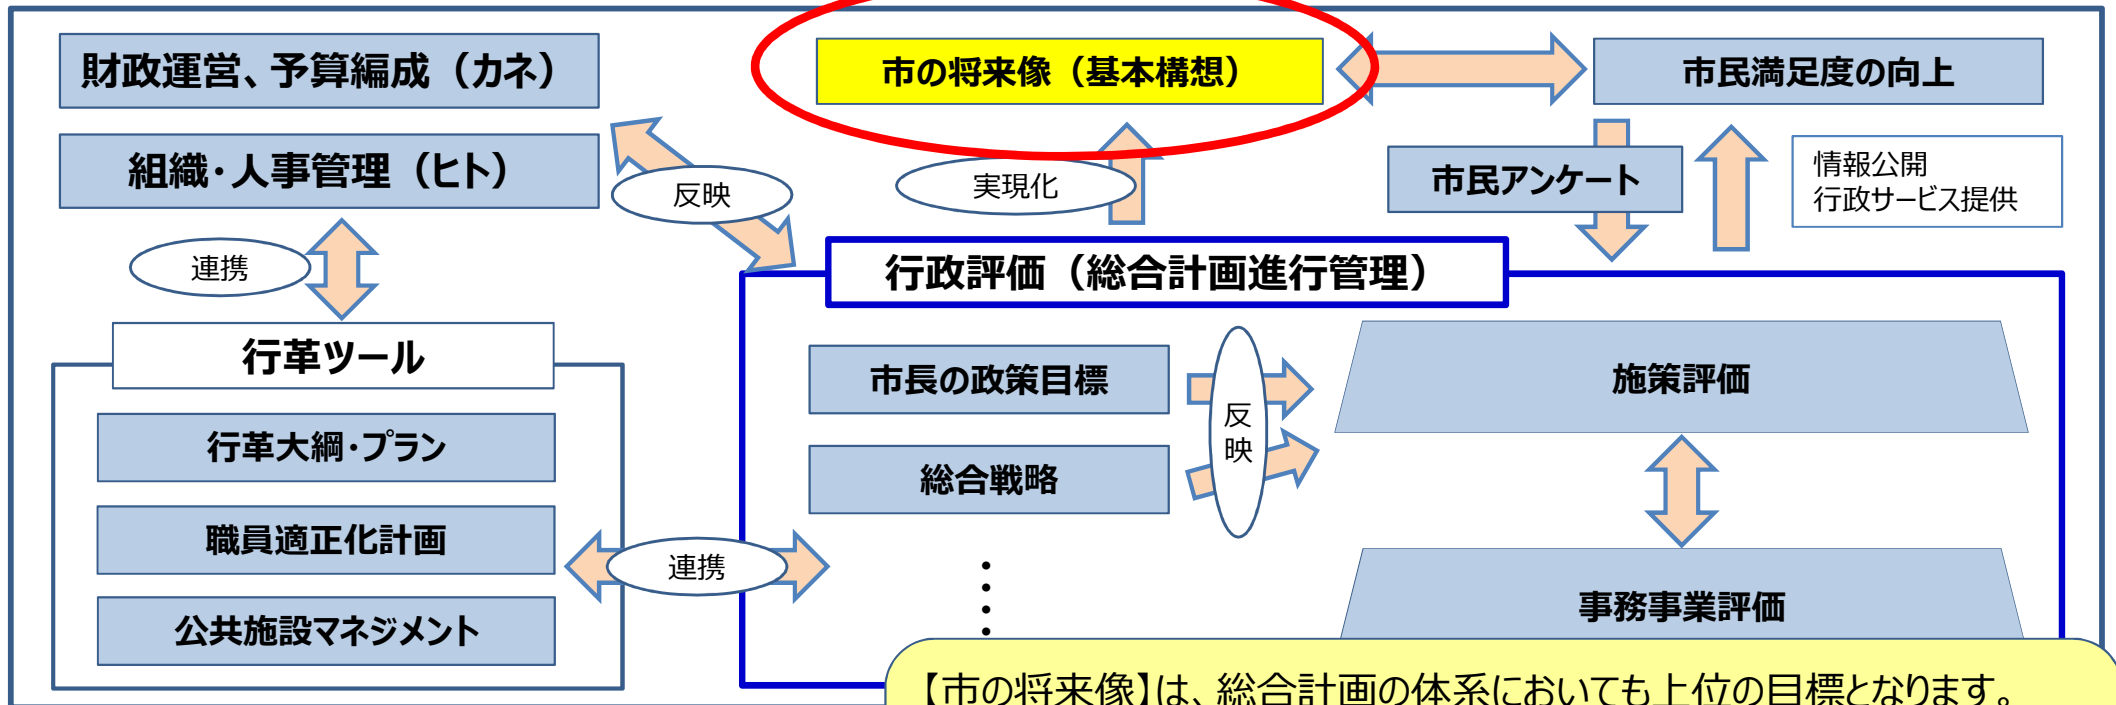 財政運営、予算編成（カネ）
市の将来像（基本構想）
市民満足度の向上
組織・人事管理（ヒト）
反映
実現化
市民アンケート
情報公開
行政サービス提供
連携
行政評価（総合計画進行管理）
行革ツール
市長の政策目標
反
映
施策評価
行革大綱・プラン
総合戦略
職員適正化計画
連携
公共施設マネジメント
事務事業評価
【市の将来像】は、総合計画の体系においても上位の目標となります。